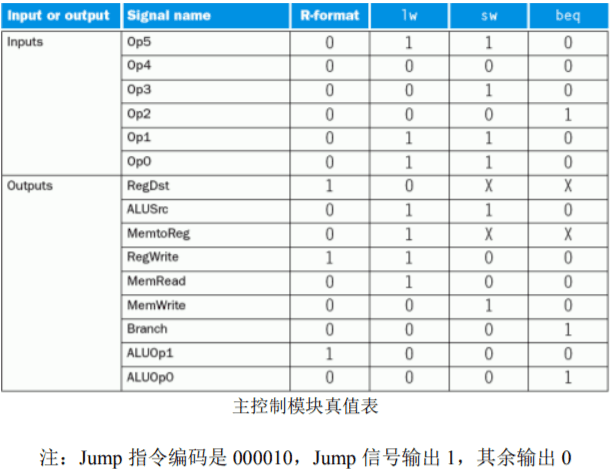 Input or output Signal name R-format lw sw beq
Inputs Op5 0 1 1 0
Op4 0 0 0 0
Op3 0 0 1 0
Op2 0 0 0 1
Op1 0 1 1 0
Op0 0 1 1 0
Outputs RegDst 1 0 X X
ALUSrc 0 1 1 0
MemtoReg 0 1 X X
RegWrite 1 1 0 0
MemRead 0 1 0 0
MemWrite 0 0 1 0
Branch 0 0 0 1
ALUOp1 1 0 0 0
ALUOp0 0 0 0 1
主控制模块真值表
注：Jump 指令编码是 000010，Jump 信号输出 1，其余输出 0